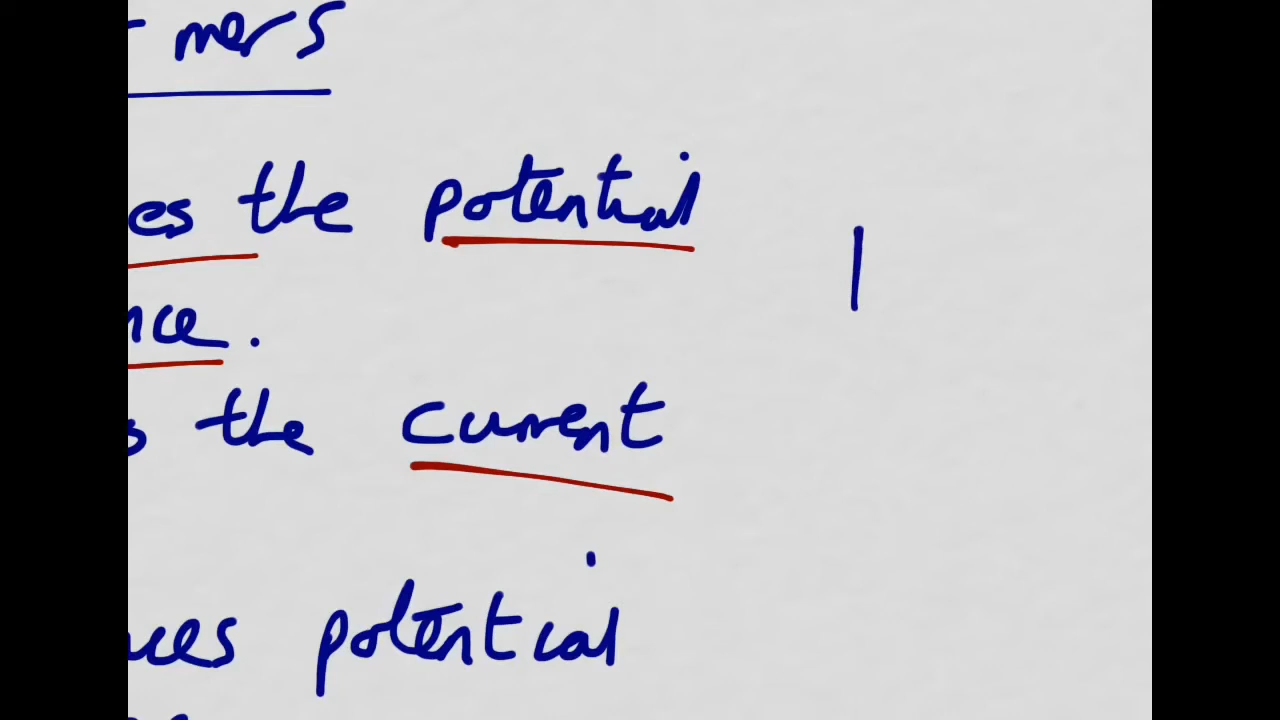 mers
es the potential
nce.
s the current
ces potential